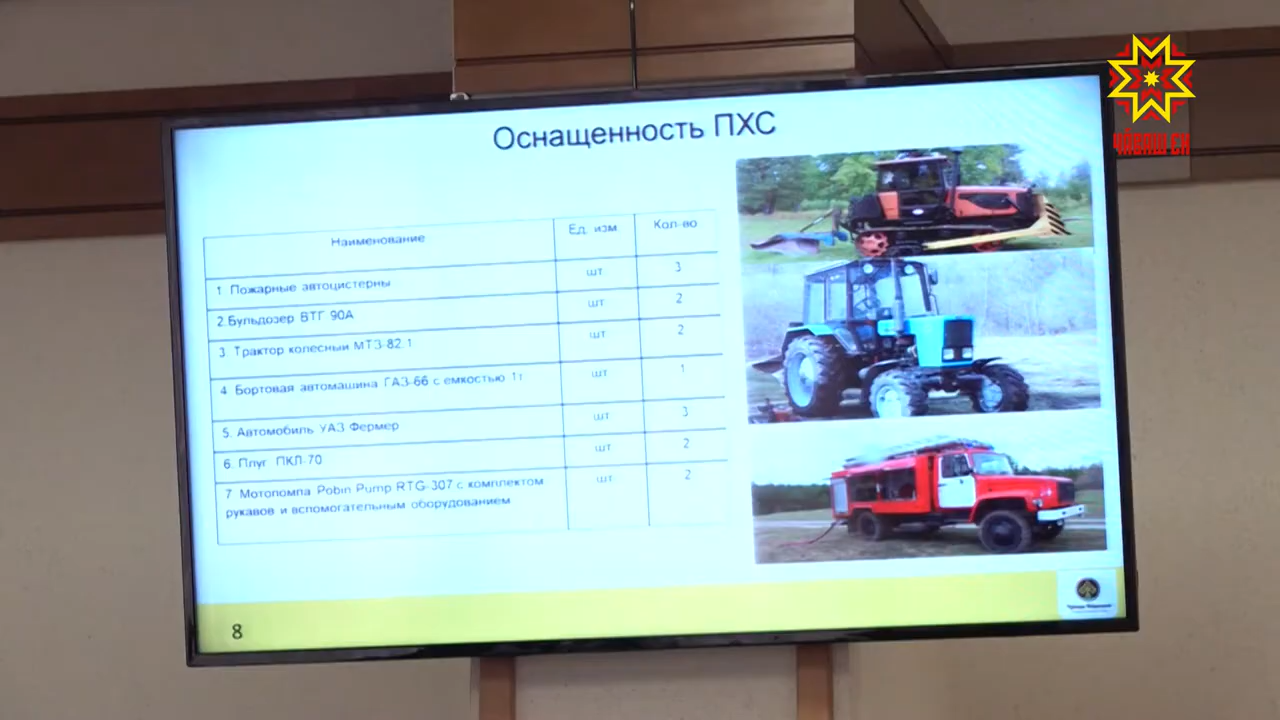 ЧӐВАШ ЕН
Оснащенность ПХС
Наименование Ед. изм. Кол-во
1 Пожарные автоцистерны шт 3
2.Бульдозер ВТГ 90А шт 2
3 Трактор колесный МТЗ-82.1 шт 2
4 Бортовая автомашина ГАЗ-66 с емкостью 1т шт 1
5. Автомобиль УАЗ Фермер шт 3
6. Плуг ПКЛ-70 шт 2
7 Мотопомпа Robin Pump RTG-307 с комплектом шт 2
рукавов и вспомогательным оборудованием
8